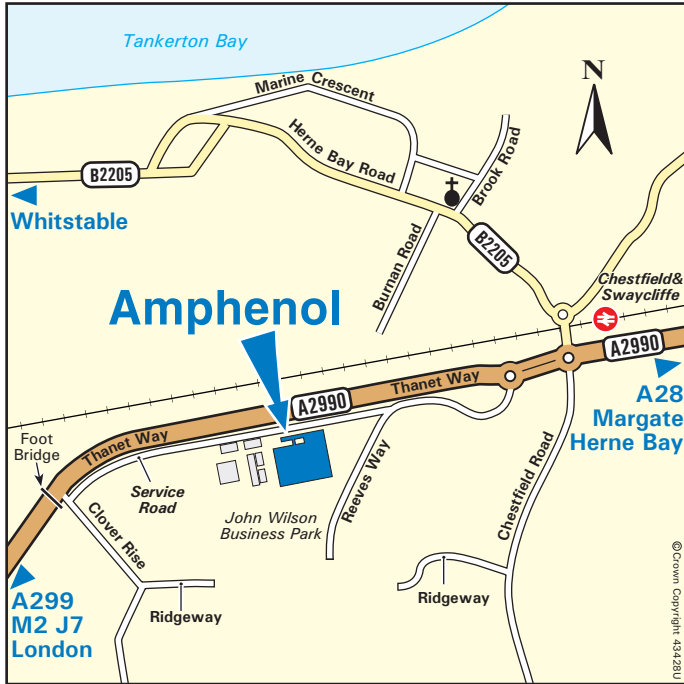 Tankerton Bay
Marine Crescent
N
Herne Bay Road
Brook Road
B2205
Whitstable
Burnan Road
B2205
Chestfield&
Swaycliffe
Amphenol
A2990
Thanet Way
A2990
A28
Margate
Herne Bay
Foot
Bridge
Thanet Way
Service
Road
Reeves Way
Chestfield Road
John Wilson
Business Park
Clover Rise
Ridgeway
Ridgeway
A299
M2 J7
London
©Crown Copyright 43428U